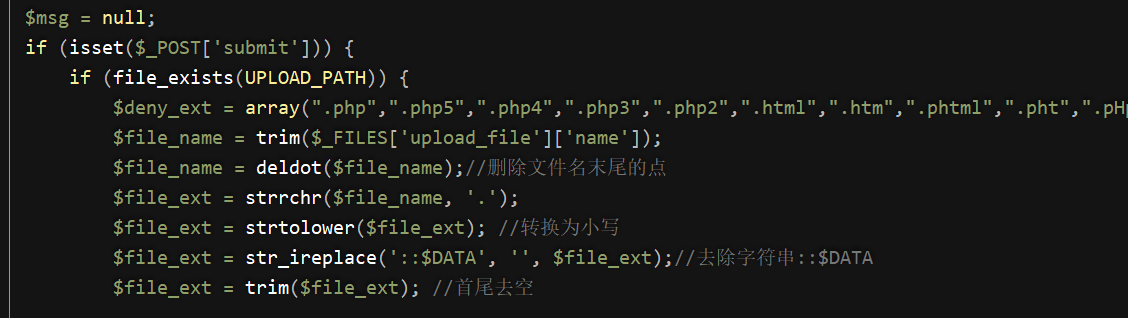 $msg = null;
if (isset($_POST['submit'])) {
    if (file_exists(UPLOAD_PATH)) {
        $deny_ext = array(".php",".php5",".php4",".php3",".php2",".html",".htm",".phtml",".pht",".pHp
        $file_name = trim($_FILES['upload_file']['name']);
        $file_name = deldot($file_name);//删除文件名末尾的点
        $file_ext = strrchr($file_name, '.');
        $file_ext = strtolower($file_ext); //转换为小写
        $file_ext = str_ireplace('::$DATA', '', $file_ext);//去除字符串::$DATA
        $file_ext = trim($file_ext); //首尾去空